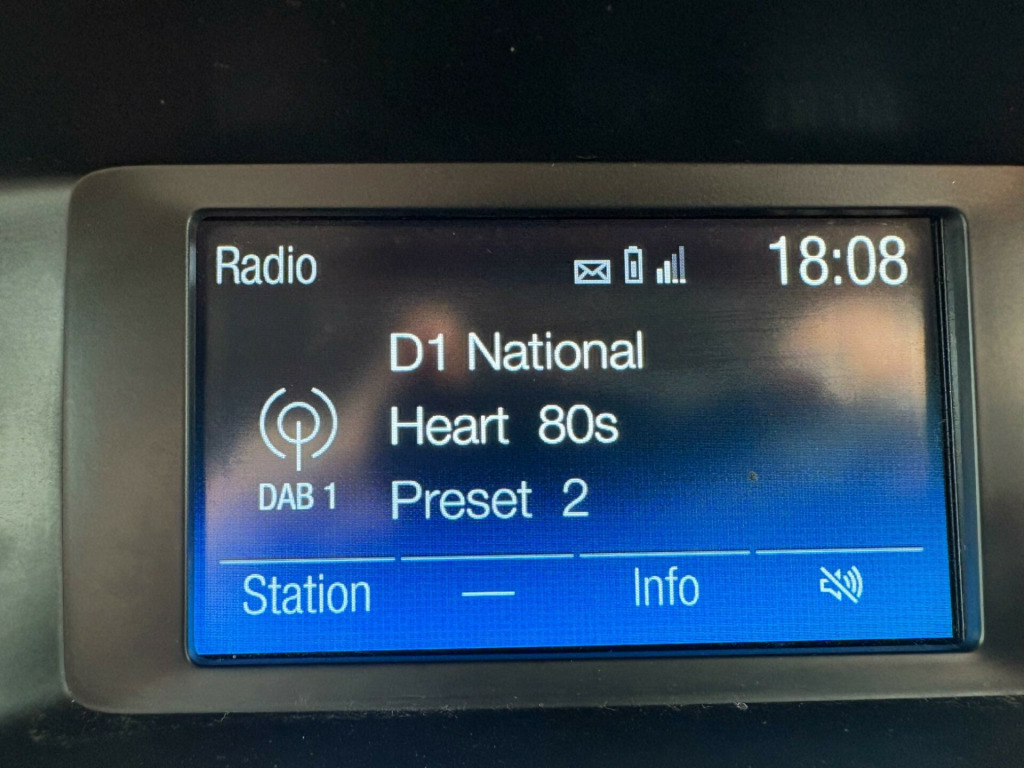 Radio 18:08
D1 National
Heart 80s
DAB 1
Preset 2
Station — Info